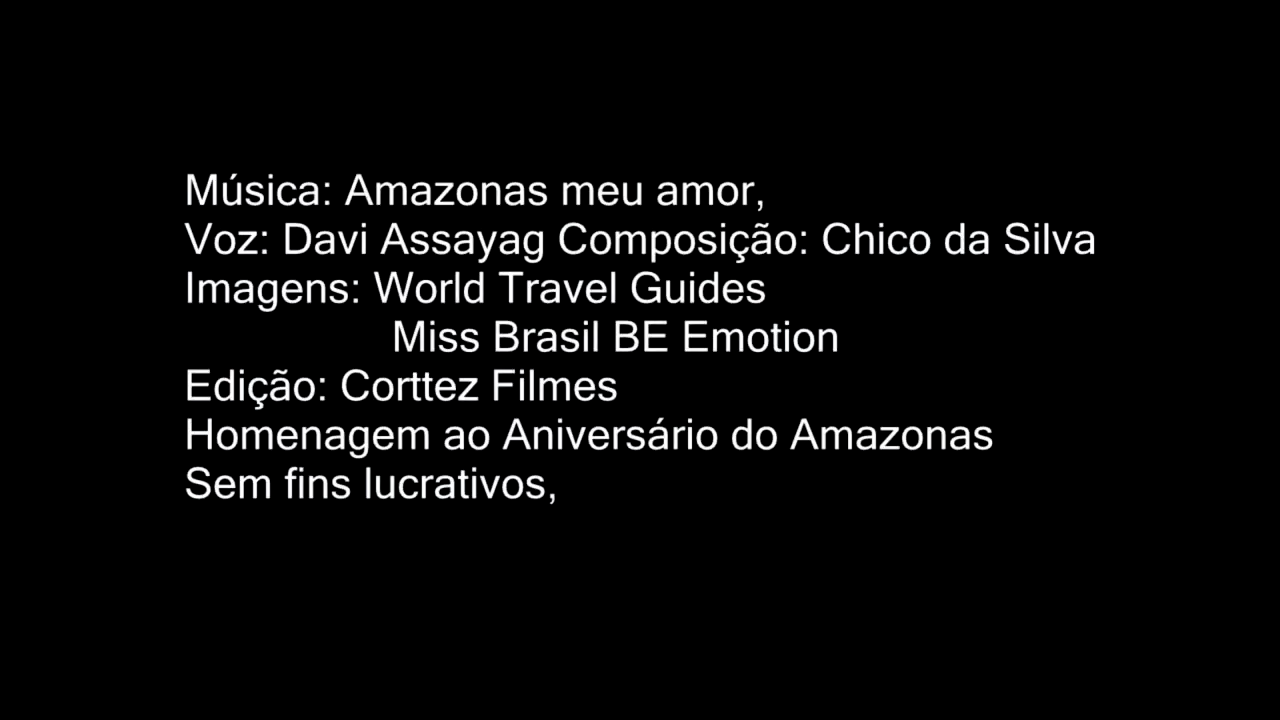 Música: Amazonas meu amor,
Voz: Davi Assayag Composição: Chico da Silva
Imagens: World Travel Guides
Miss Brasil BE Emotion
Edição: Corttez Filmes
Homenagem ao Aniversário do Amazonas
Sem fins lucrativos,